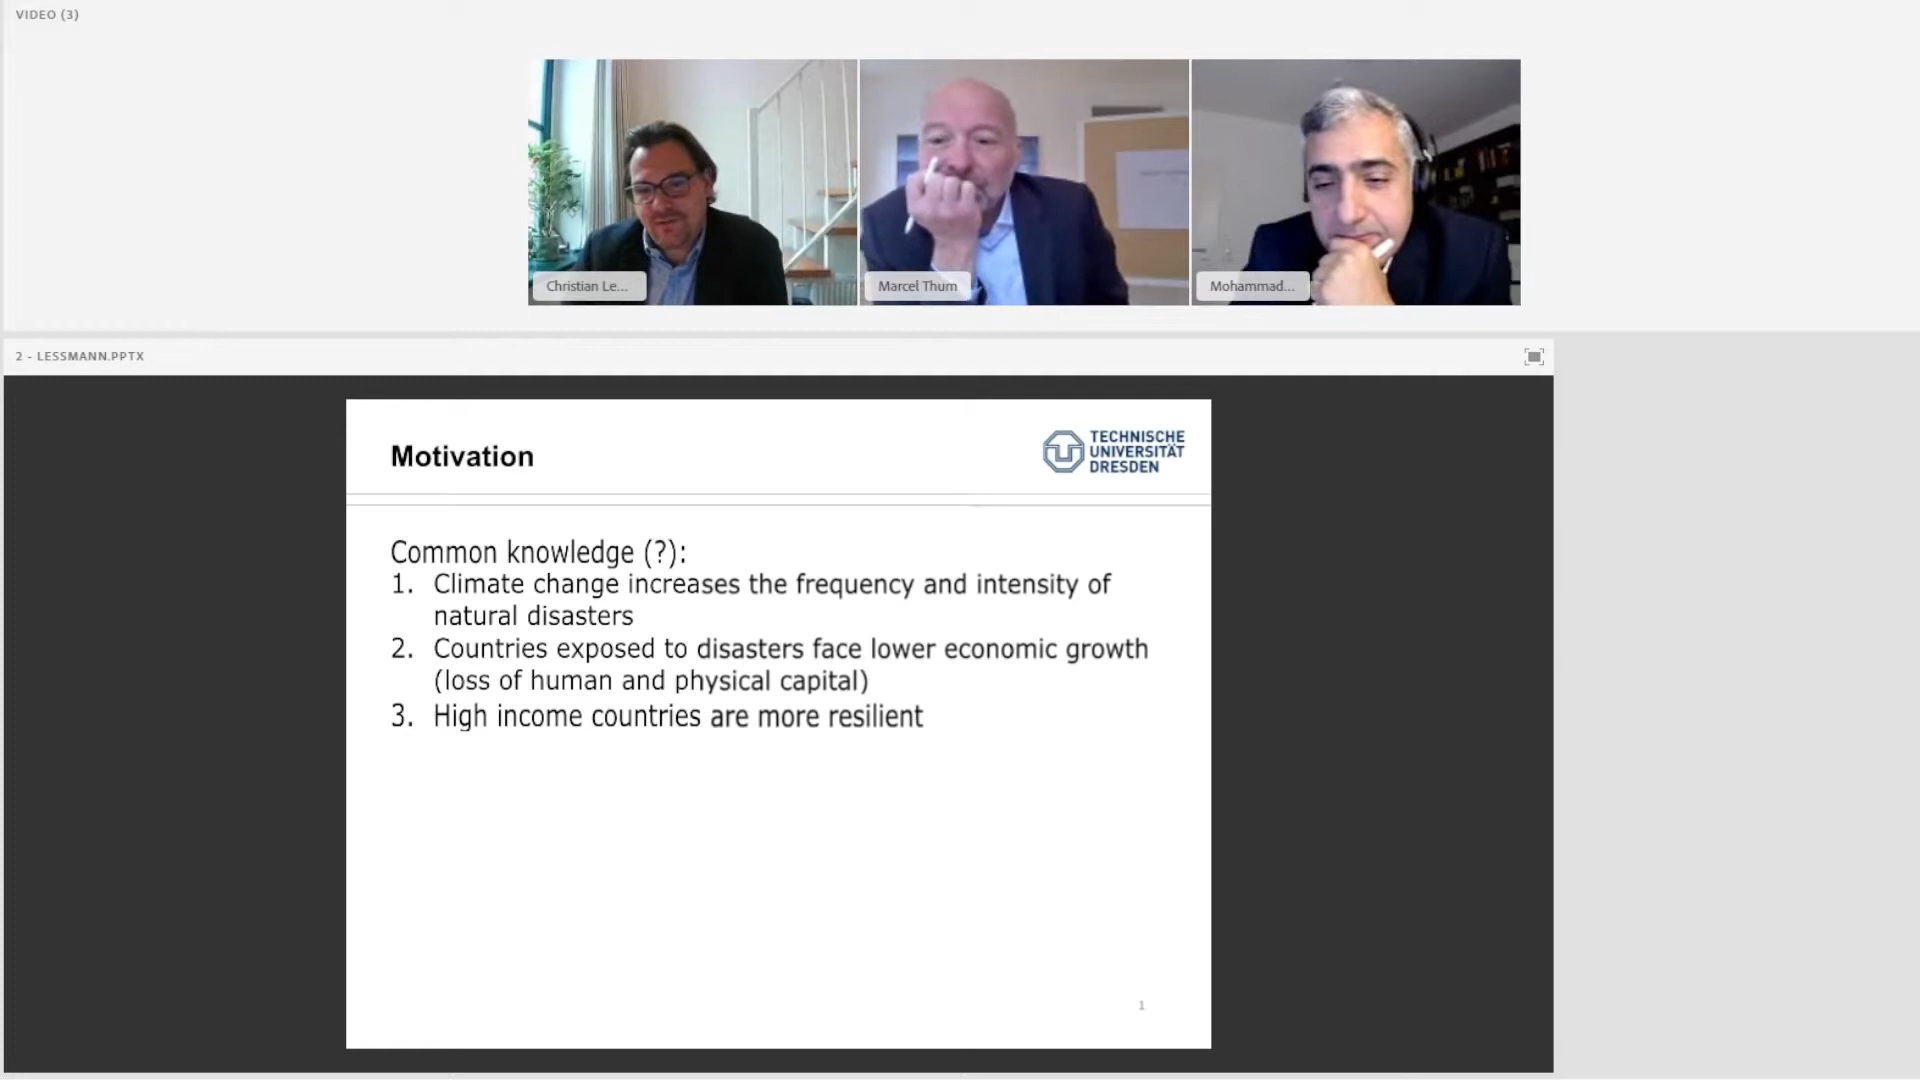 VIDEO (3)
Christian Le...
Marcel Thum
Mohammad...
2 - LESSMANN.PPTX
Motivation
TECHNISCHE
UNIVERSITÄT
DRESDEN
Common knowledge (?):
1. Climate change increases the frequency and intensity of
natural disasters
2. Countries exposed to disasters face lower economic growth
(loss of human and physical capital)
3. High income countries are more resilient
1